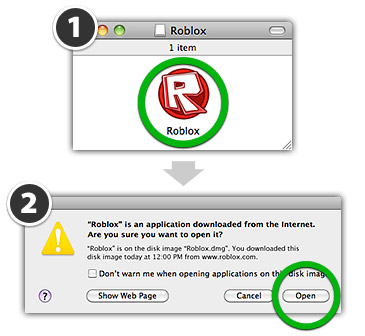 1
Roblox
1 item
R
Roblox
2
"Roblox" is an application downloaded from the Internet.
Are you sure you want to open it?
"Roblox" is on the disk image "Roblox.dmg". You downloaded this
disk image today at 12:00 PM from www.roblox.com.
Don't warn me when opening applications on this disk image
?
Show Web Page
Cancel
Open